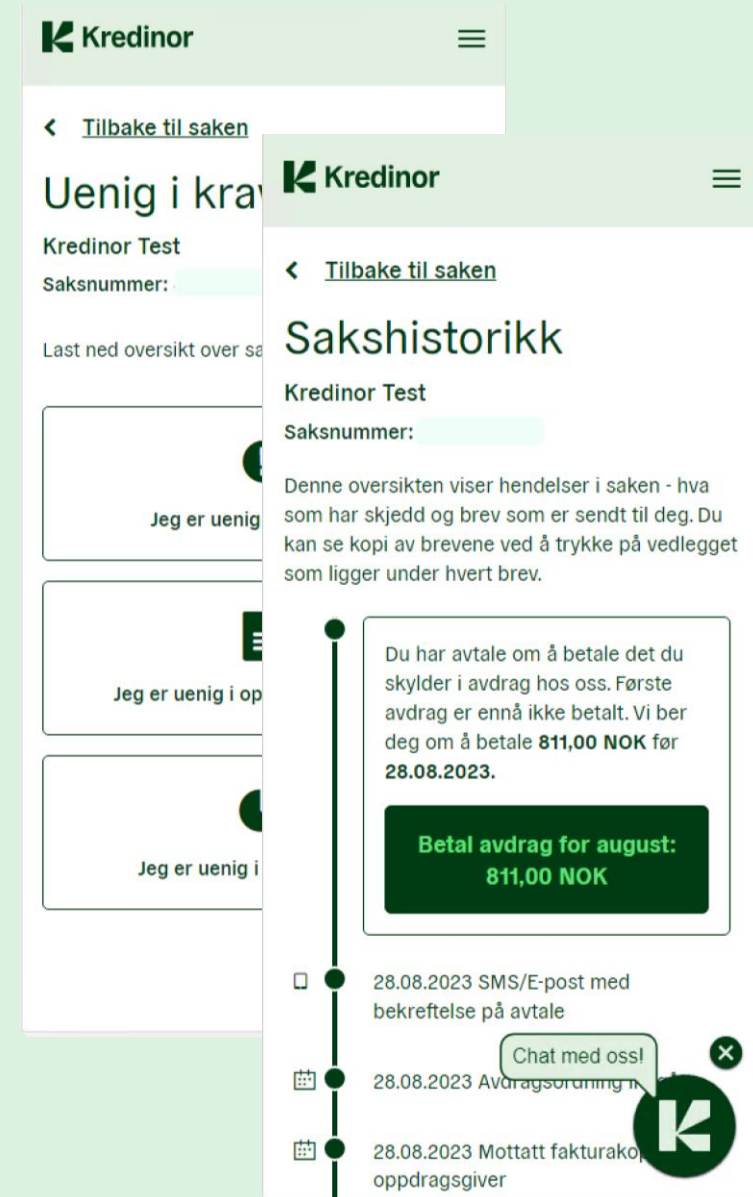 Kredinor
Tilbake til saken
Uenig i
Kredinor Test
Saksnummer:
Last ned oversikt over
Jeg er uenig
Jeg er uenig i
Jeg er uenig i
Kredinor
Tilbake til saken
Sakshistorikk
Kredinor Test
Saksnummer:
Denne oversikten viser hendelser i saken - hva
som har skjedd og brev som er sendt til deg. Du
kan se kopi av brevene ved å trykke på vedlegget
som ligger under hvert brev.
Du har avtale om å betale det du
skylder i avdrag hos oss. Første
avdrag er ennå ikke betalt. Vi ber
deg om å betale 811,00 NOK før
28.08.2023.
Betal avdrag for august:
811,00 NOK
28.08.2023 SMS/E-post med
bekreftelse på avtale
Chat med oss!
28.08.2023 Avdragsordning
28.08.2023 Mottatt
oppdragsgiver